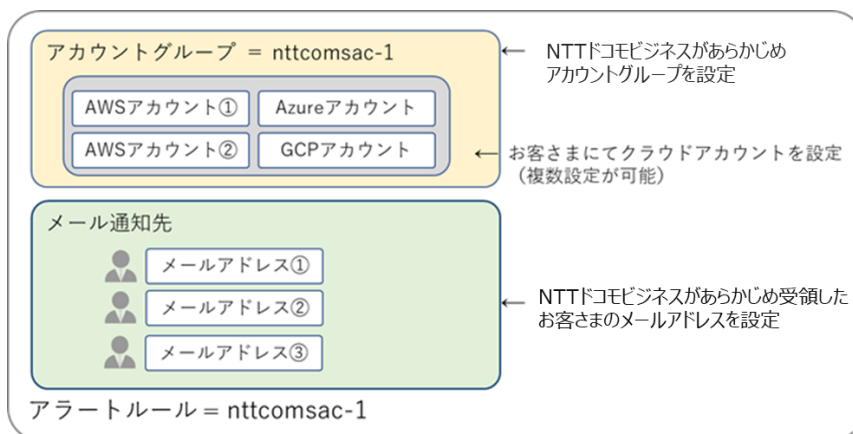 アカウントグループ = nttcomsac-1
AWSアカウント①
Azureアカウント
AWSアカウント②
GCPアカウント
← NTTドコモビジネスがあらかじめ
アカウントグループを設定
← お客さまにてクラウドアカウントを設定
（複数設定が可能）
メール通知先
メールアドレス①
メールアドレス②
メールアドレス③
← NTTドコモビジネスがあらかじめ受領した
お客さまのメールアドレスを設定
アラートルール = nttcomsac-1